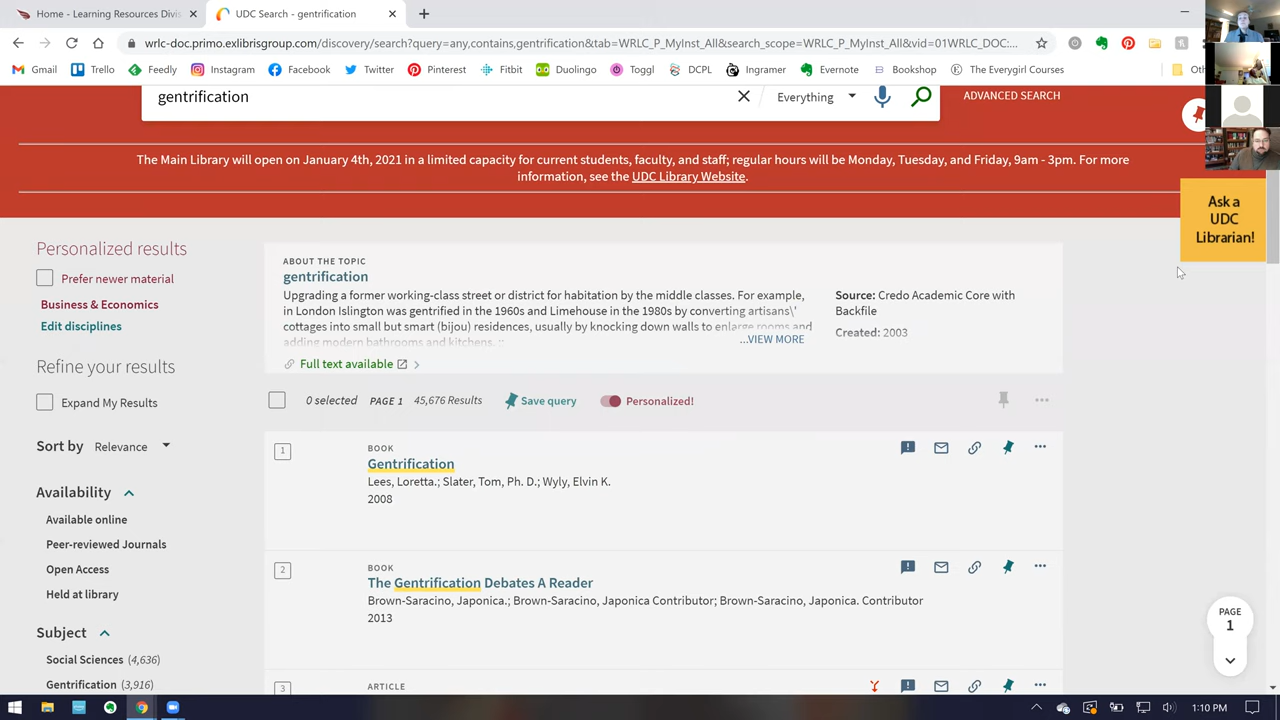 Home - Learning Resources Divis
UDC Search - gentrification
wrlc-doc.primo.exlibrisgroup.com/discovery/search?query=any,contains,gentrification&tab=WRLC_P_MyInst_All&search_scope=WRLC_P_MyInst_All&vid=01WRLC_DOC:...
Gmail Trello Feedly Instagram Facebook Twitter Pinterest Fitbit Duolingo Toggl DCPL Ingramer Evernote Bookshop The Everygirl Courses
gentrification Everything ADVANCED SEARCH
The Main Library will open on January 4th, 2021 in a limited capacity for current students, faculty, and staff; regular hours will be Monday, Tuesday, and Friday, 9am - 3pm. For more
information, see the UDC Library Website.
Ask a
UDC
Librarian!
Personalized results
Prefer newer material
Business & Economics
Edit disciplines
Refine your results
Expand My Results
Sort by Relevance
Availability
Available online
Peer-reviewed Journals
Open Access
Held at library
Subject
Social Sciences (4,636)
Gentrification (3,916)
ABOUT THE TOPIC
gentrification
Upgrading a former working-class street or district for habitation by the middle classes. For example,
in London Islington was gentrified in the 1960s and Limehouse in the 1980s by converting artisans\'
cottages into small but smart (bijou) residences, usually by knocking down walls to enlarge rooms and
adding modern bathrooms and kitchens. ::
...VIEW MORE
Source: Credo Academic Core with
Backfile
Created: 2003
Full text available
0 selected PAGE 1 45,676 Results Save query Personalized!
1
BOOK
Gentrification
Lees, Loretta.; Slater, Tom, Ph. D.; Wyly, Elvin K.
2008
2
BOOK
The Gentrification Debates A Reader
Brown-Saracino, Japonica.; Brown-Saracino, Japonica Contributor; Brown-Saracino, Japonica. Contributor
2013
3
ARTICLE
PAGE
1
1:10 PM